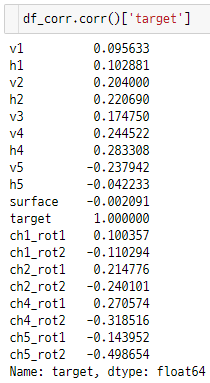 df_corr.corr()['target']
v1 0.095633
h1 0.102881
v2 0.204000
h2 0.220690
v3 0.174750
v4 0.244522
h4 0.283308
v5 -0.237942
h5 -0.042233
surface -0.002091
target 1.000000
ch1_rot1 0.100357
ch1_rot2 -0.110294
ch2_rot1 0.214776
ch2_rot2 -0.240101
ch4_rot1 0.270574
ch4_rot2 -0.318516
ch5_rot1 -0.143952
ch5_rot2 -0.498654
Name: target, dtype: float64